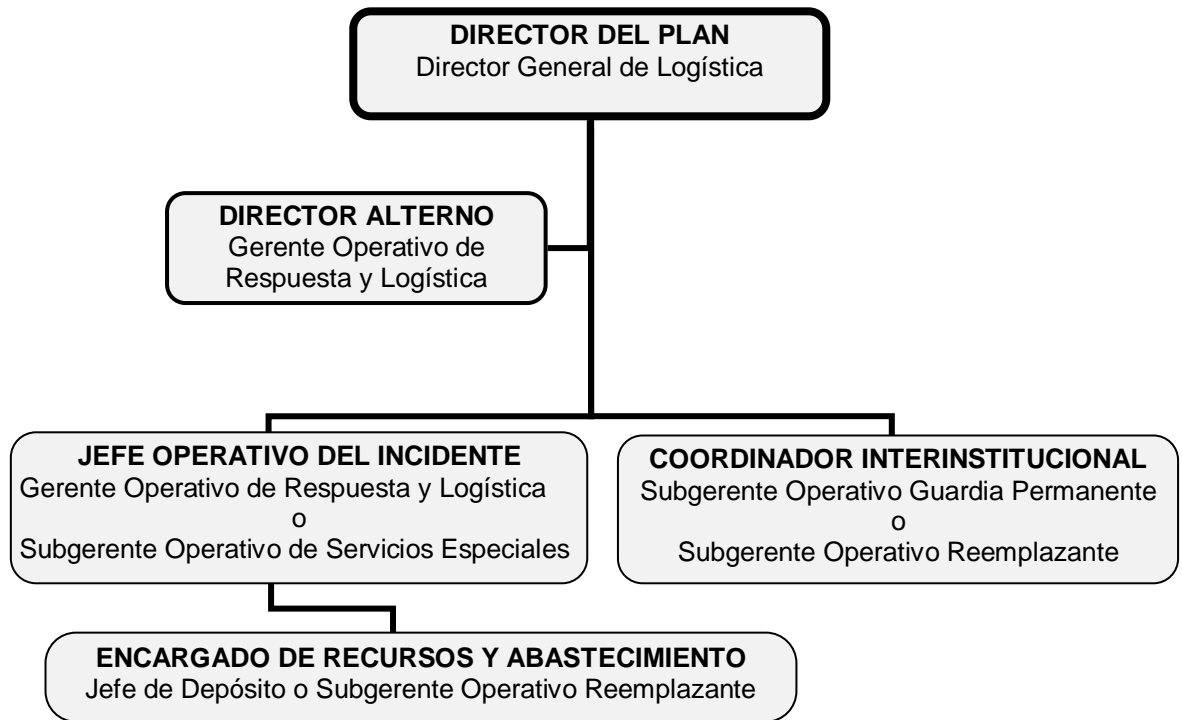 DIRECTOR DEL PLAN
Director General de Logística
DIRECTOR ALTERNO
Gerente Operativo de
Respuesta y Logística
JEFE OPERATIVO DEL INCIDENTE
Gerente Operativo de Respuesta y Logística
o
Subgerente Operativo de Servicios Especiales
COORDINADOR INTERINSTITUCIONAL
Subgerente Operativo Guardia Permanente
o
Subgerente Operativo Reemplazante
ENCARGADO DE RECURSOS Y ABASTECIMIENTO
Jefe de Depósito o Subgerente Operativo Reemplazante